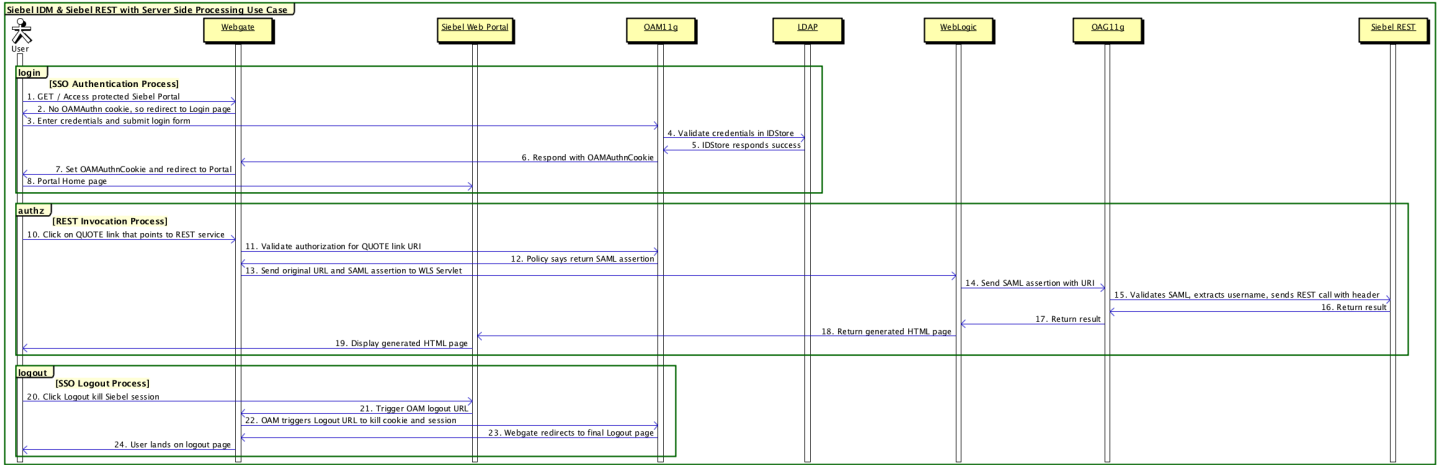 Siebel IDM & Siebel REST with Server Side Processing Use Case
User
Webgate
Siebel Web Portal
OAM11g
LDAP
WebLogic
OAG11g
Siebel REST
login
[SSO Authentication Process]
1. GET / Access protected Siebel Portal
2. No OAMAuthn cookie, so redirect to Login page
3. Enter credentials and submit login form
4. Validate credentials in IDStore
5. IDStore responds success
6. Respond with OAMAuthnCookie
7. Set OAMAuthnCookie and redirect to Portal
8. Portal Home page
authz
[REST Invocation Process]
10. Click on QUOTE link that points to REST service
11. Validate authorization for QUOTE link URI
12. Policy says return SAML assertion
13. Send original URL and SAML assertion to WLS Servlet
14. Send SAML assertion with URI
15. Validates SAML, extracts username, sends REST call with header
16. Return result
17. Return result
18. Return generated HTML page
19. Display generated HTML page
logout
[SSO Logout Process]
20. Click Logout kill Siebel session
21. Trigger OAM logout URL
22. OAM triggers Logout URL to kill cookie and session
23. Webgate redirects to final Logout page
24. User lands on logout page